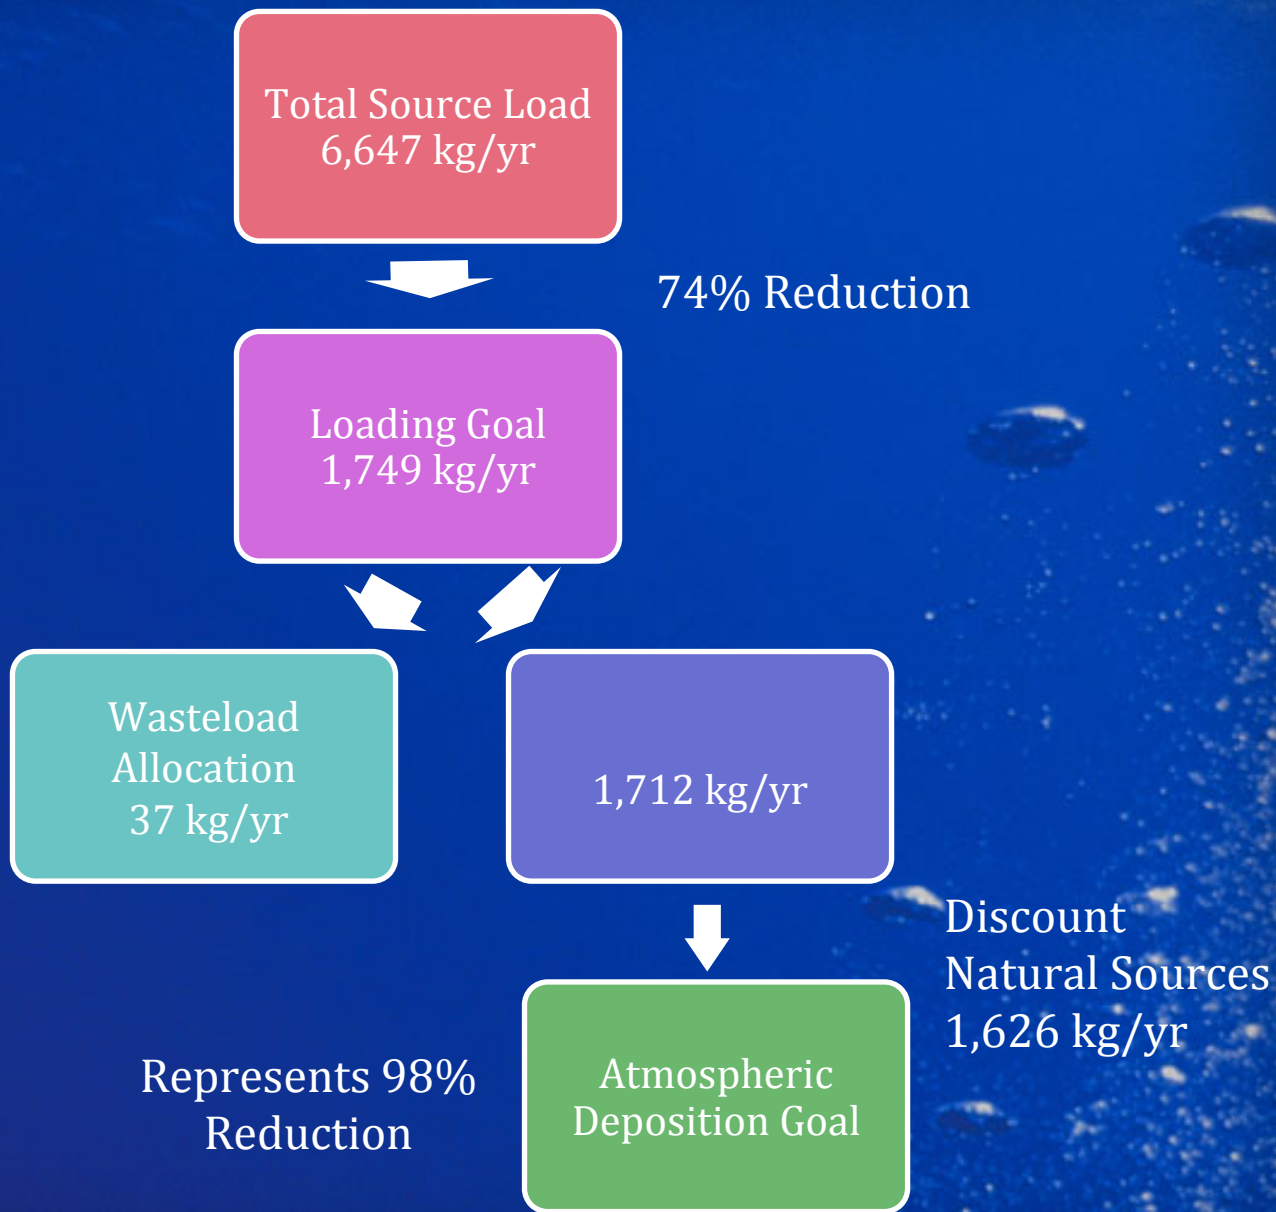 Total Source Load
6,647 kg/yr
74% Reduction
Loading Goal
1,749 kg/yr
Wasteload
Allocation
37 kg/yr
1,712 kg/yr
Discount
Natural Sources
1,626 kg/yr
Represents 98%
Reduction
Atmospheric
Deposition Goal